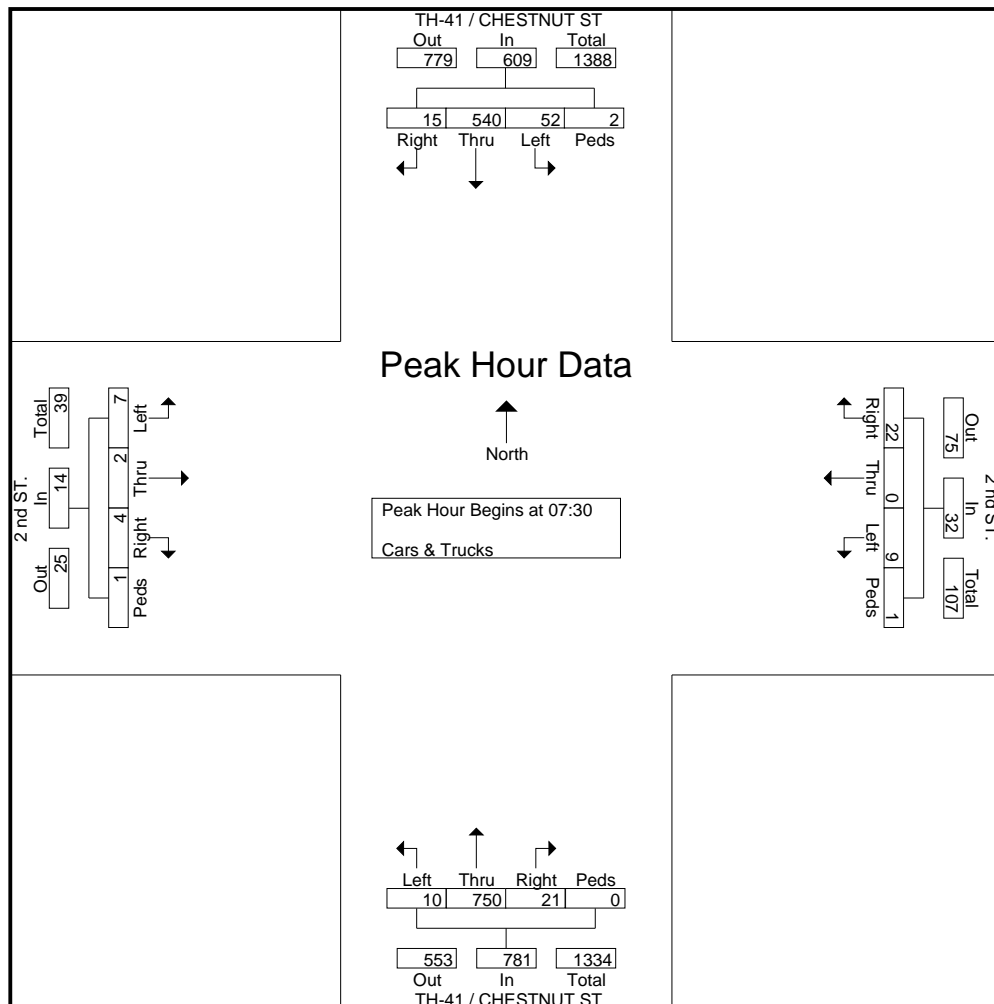 TH-41 / CHESTNUT ST
Out In Total
779 609 1388
15 540 52 2
Right Thru Left Peds
Peak Hour Data
North
Peak Hour Begins at 07:30
Cars & Trucks
2 nd ST.
Out In Total
25 14 39
7 2 4 1
Left Thru Right Peds
2 nd ST.
Out In Total
75 32 107
22 0 9 1
Right Thru Left Peds
Left Thru Right Peds
10 750 21 0
553 781 1334
Out In Total
TH-41 / CHESTNUT ST